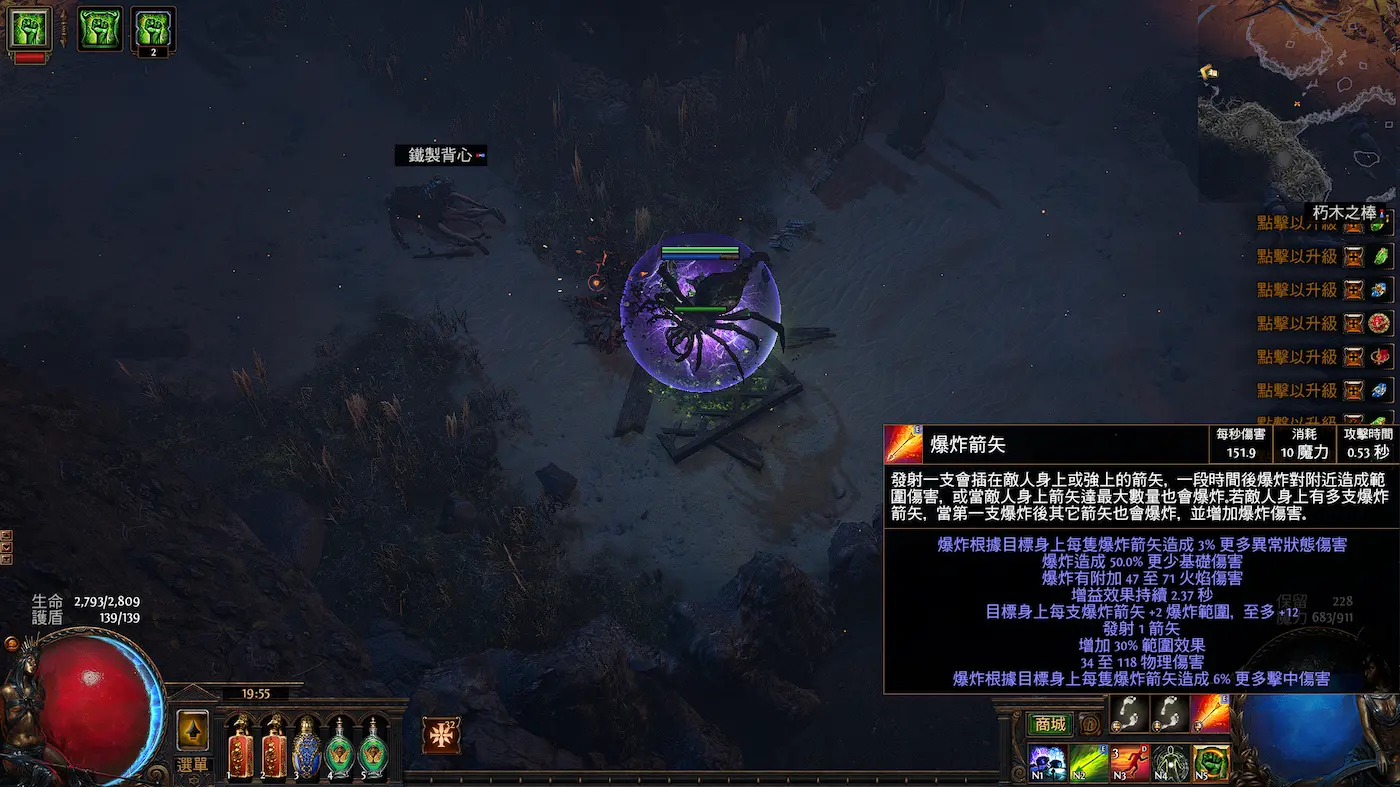 2
鐵製背心
朽木之棒
點擊以升級
點擊以升級
點擊以升級
點擊以升級
點擊以升級
點擊以升級
點擊以升級
E
爆炸箭矢
每秒傷害
151.9
消耗
10 魔力
攻擊時間
0.53 秒
發射一支會插在敵人身上或強上的箭矢, 一段時間後爆炸對附近造成範
圍傷害, 或當敵人身上箭矢達最大數量也會爆炸.若敵人身上有多支爆炸
箭矢, 當第一支爆炸後其它箭矢也會爆炸, 並增加爆炸傷害。
爆炸根據目標身上每隻爆炸箭矢造成 3% 更多異常狀態傷害
爆炸造成 50.0% 更少基礎傷害
爆炸有附加 47 至 71 火焰傷害
增益效果持續 2.37 秒
目標身上每支爆炸箭矢 +2 爆炸範圍, 至多 +12
發射 1 箭矢
增加 30% 範圍效果
34 至 118 物理傷害
爆炸根據目標身上每隻爆炸箭矢造成 6% 更多擊中傷害
保留 228
魔力 683/911
生命 2,793/2,809
護盾 139/139
19:55
選單
1 2 3 4 5
32
商城
E
N1 N2 E 3 N3 D N4 N5